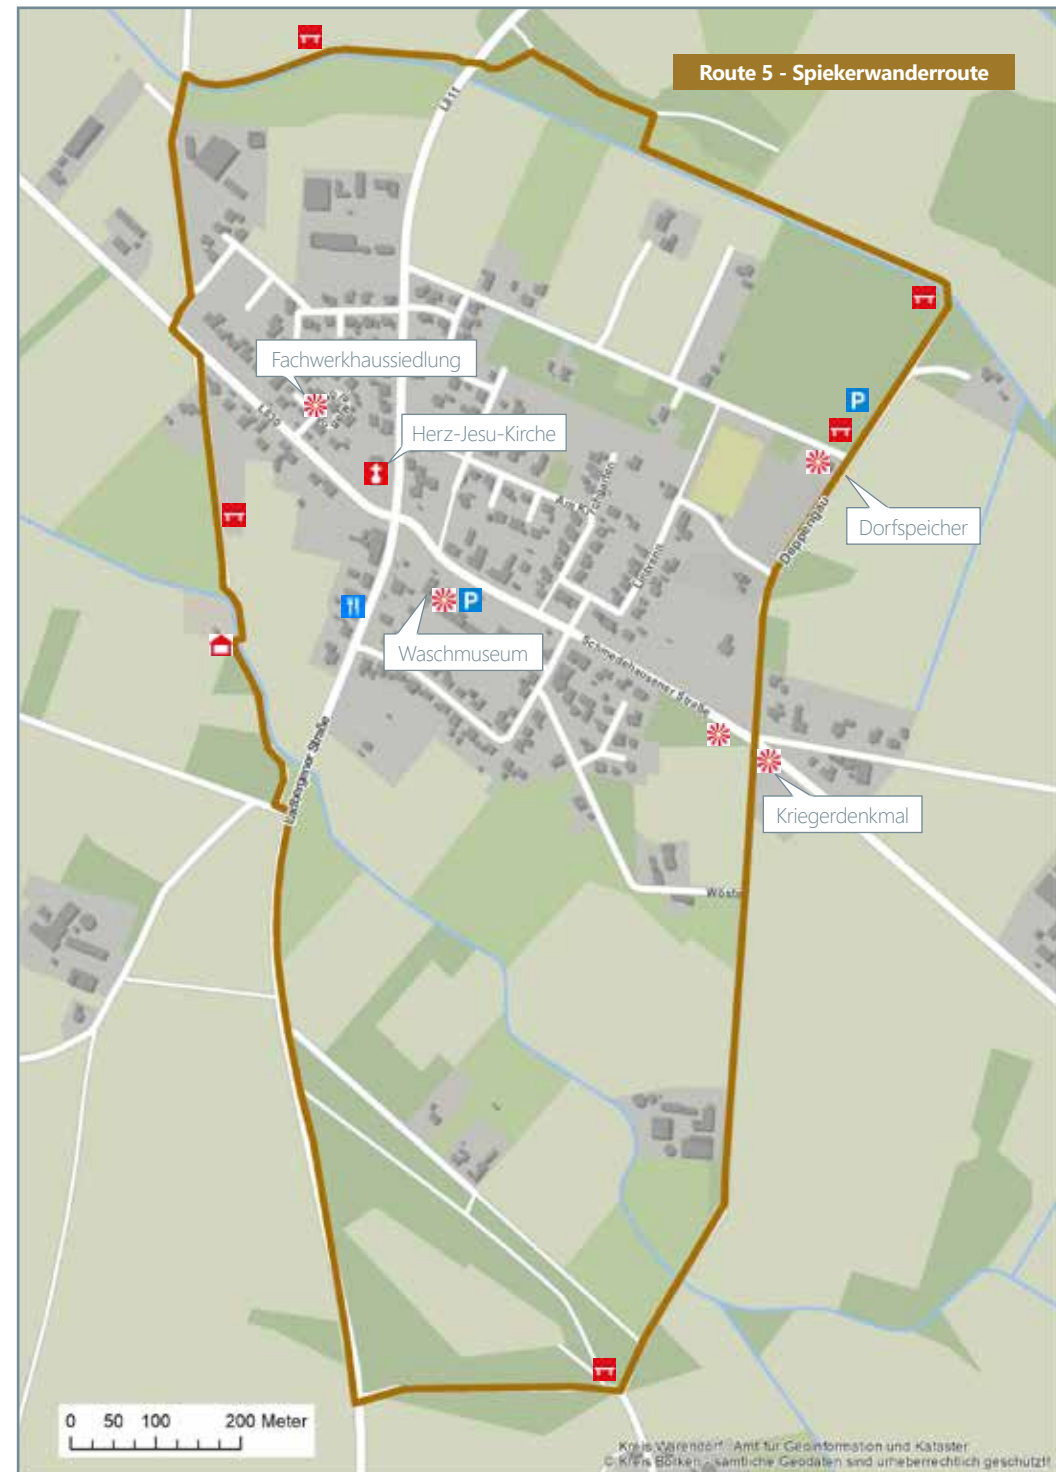 Route 5 - Spiekerwanderroute
L811
Fachwerkhaussiedlung
L830
Herz-Jesu-Kirche
Am Kirchgarten
Dorfspeicher
Deppengau
Waschmuseum
Schmedehausener Straße
Kriegerdenkmal
Ladbergener Straße
P
P
0 50 100 200 Meter
Kreis Warendorf - Amt für Geoinformation und Kataster
© Kreis Borken - sämtliche Geodaten sind urheberrechtlich geschützt!